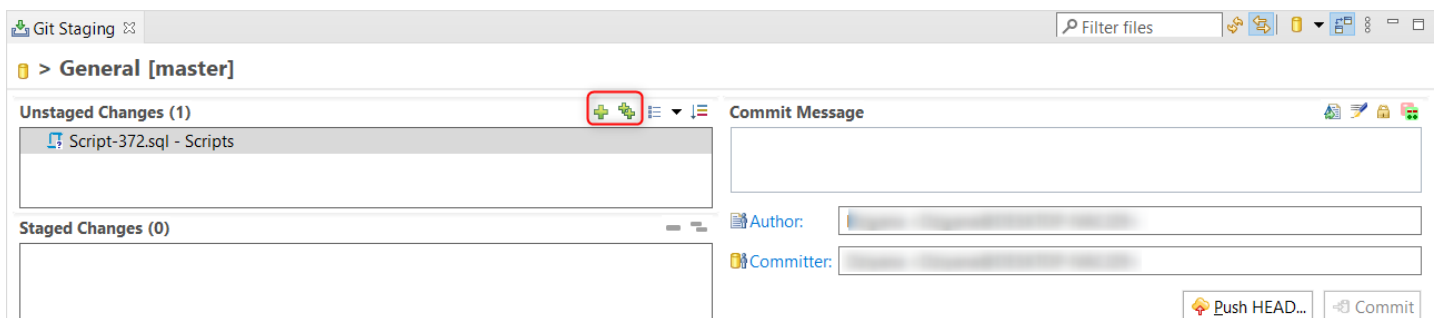 Git Staging
Filter files
> General [master]
Unstaged Changes (1)
Script-372.sql - Scripts
Staged Changes (0)
Commit Message
Author:
Committer:
Push HEAD...
Commit